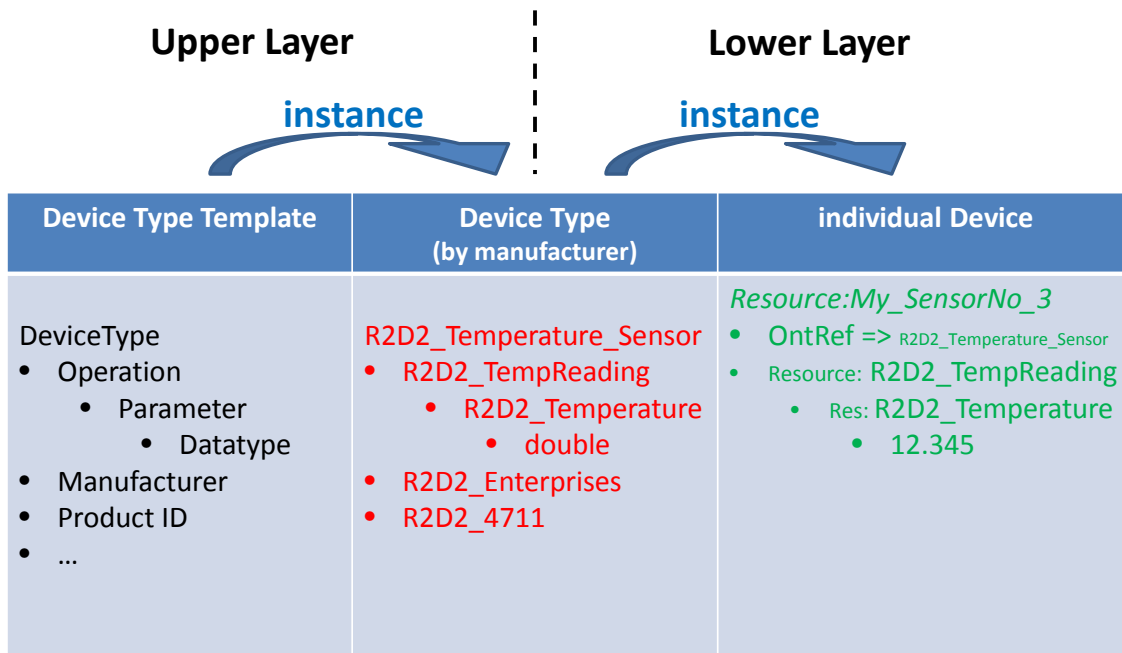 Upper Layer
Lower Layer
instance
instance
Device Type Template
Device Type
(by manufacturer)
individual Device
DeviceType
• Operation
• Parameter
• Datatype
• Manufacturer
• Product ID
• ...
R2D2_Temperature_Sensor
• R2D2_TempReading
• R2D2_Temperature
• double
• R2D2_Enterprises
• R2D2_4711
Resource:My_SensorNo_3
• OntRef => R2D2_Temperature_Sensor
• Resource: R2D2_TempReading
• Res: R2D2_Temperature
• 12.345